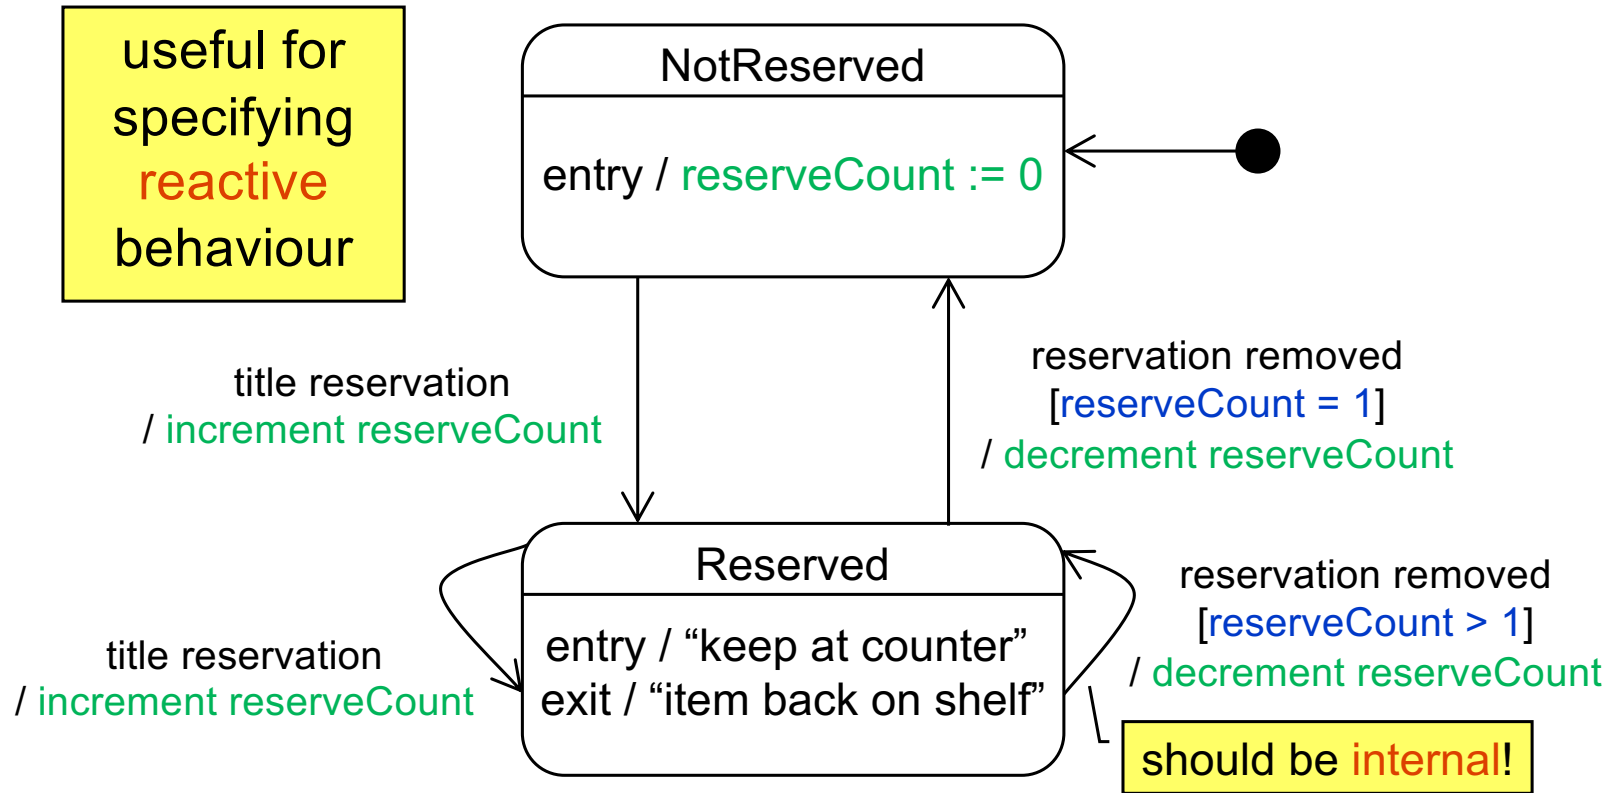 useful for
specifying
reactive
behaviour
NotReserved
entry / reserveCount := 0
title reservation
/ increment reserveCount
reservation removed
[reserveCount = 1]
/ decrement reserveCount
Reserved
entry / “keep at counter”
exit / “item back on shelf”
title reservation
/ increment reserveCount
reservation removed
[reserveCount > 1]
/ decrement reserveCount
should be internal!